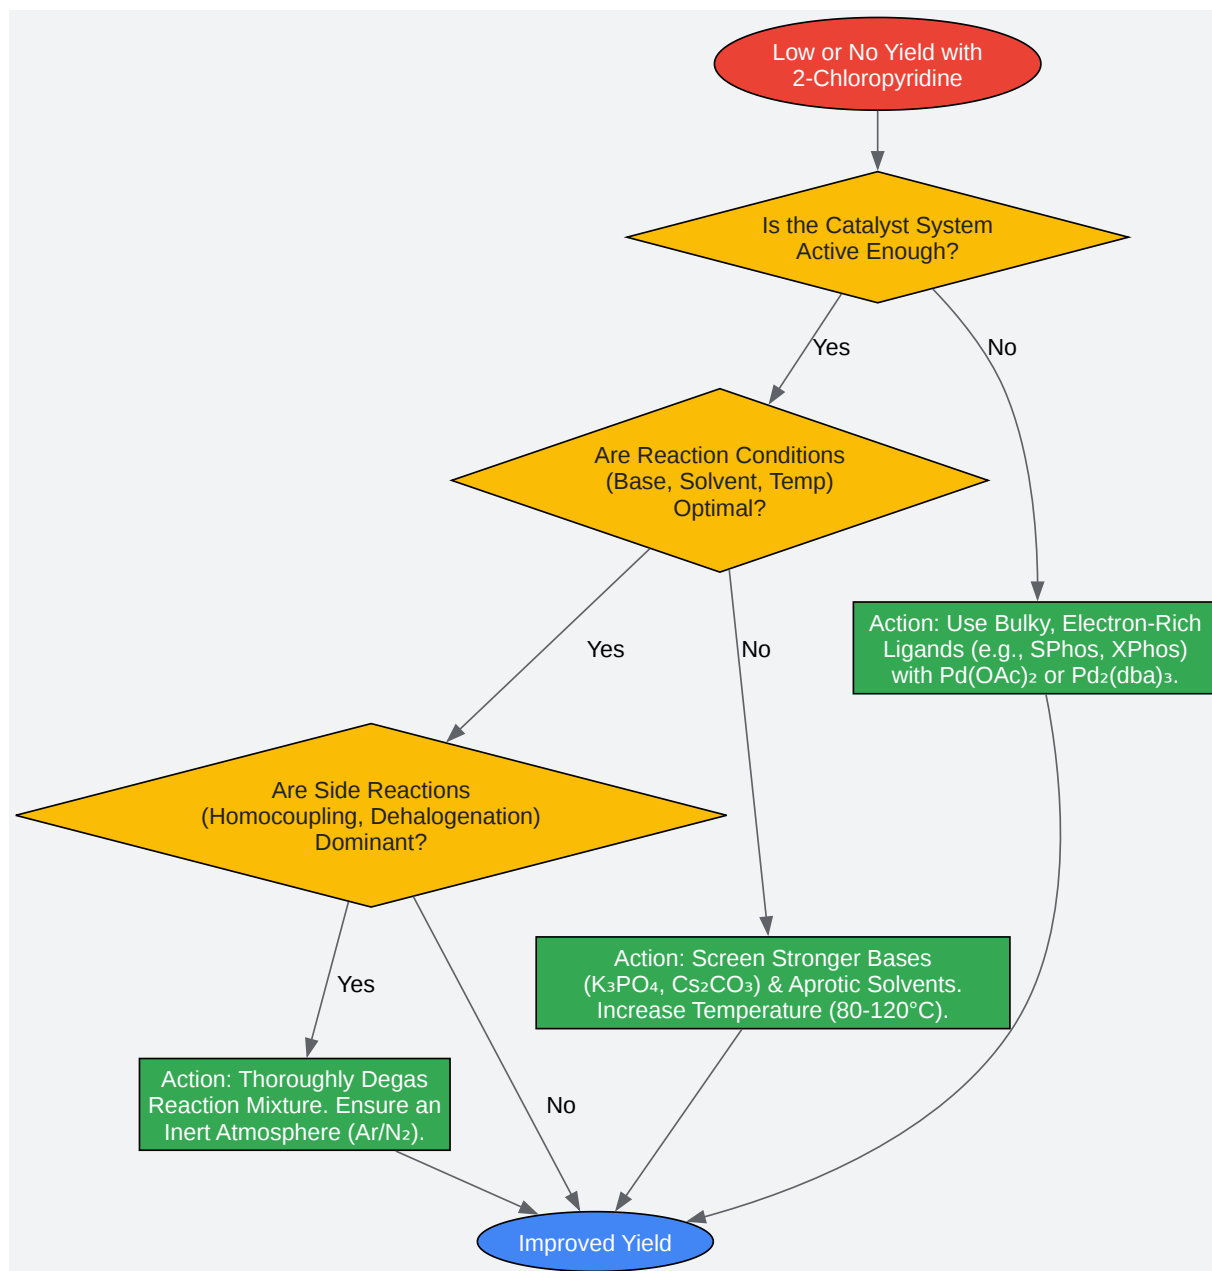 Low or No Yield with
2-Chloropyridine
Is the Catalyst System
Active Enough?
Yes
No
Are Reaction Conditions
(Base, Solvent, Temp)
Optimal?
Action: Use Bulky, Electron-Rich
Ligands (e.g., SPhos, XPhos)
with Pd(OAc)₂ or Pd₂(dba)₃.
Yes
No
Are Side Reactions
(Homocoupling, Dehalogenation)
Dominant?
Action: Screen Stronger Bases
(K₃PO₄, Cs₂CO₃) & Aprotic Solvents.
Increase Temperature (80-120°C).
Yes
No
Action: Thoroughly Degas
Reaction Mixture. Ensure an
Inert Atmosphere (Ar/N₂).
Improved Yield